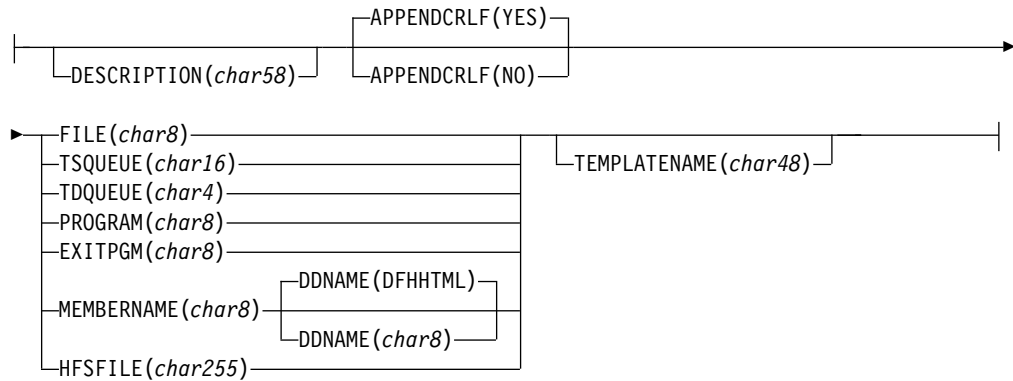 APPENDCRLF(YES)
DESCRIPTION(char58)
APPENDCRLF(NO)
FILE(char8)
TSQUEUE(char16)
TEMPLATENAME(char48)
TDQUEUE(char4)
PROGRAM(char8)
EXITPGM(char8)
DDNAME(DFHHTML)
MEMBERNAME(char8)
DDNAME(char8)
HFSFILE(char255)